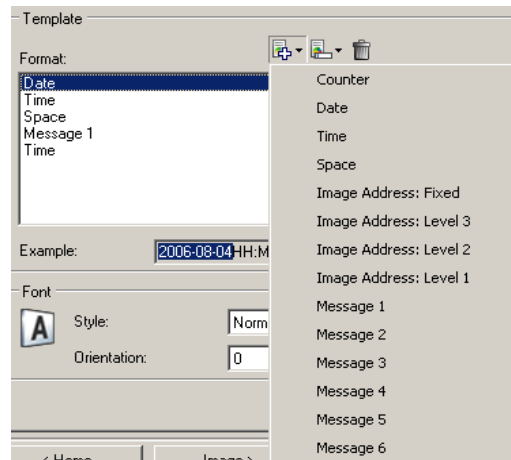 Template
Format:
Date
Time
Space
Message 1
Time
Example:
2006-08-04HH:M
Font
A
Style:
Norm
Orientation:
0
Counter
Date
Time
Space
Image Address: Fixed
Image Address: Level 3
Image Address: Level 2
Image Address: Level 1
Message 1
Message 2
Message 3
Message 4
Message 5
Message 6
< Home
Image >